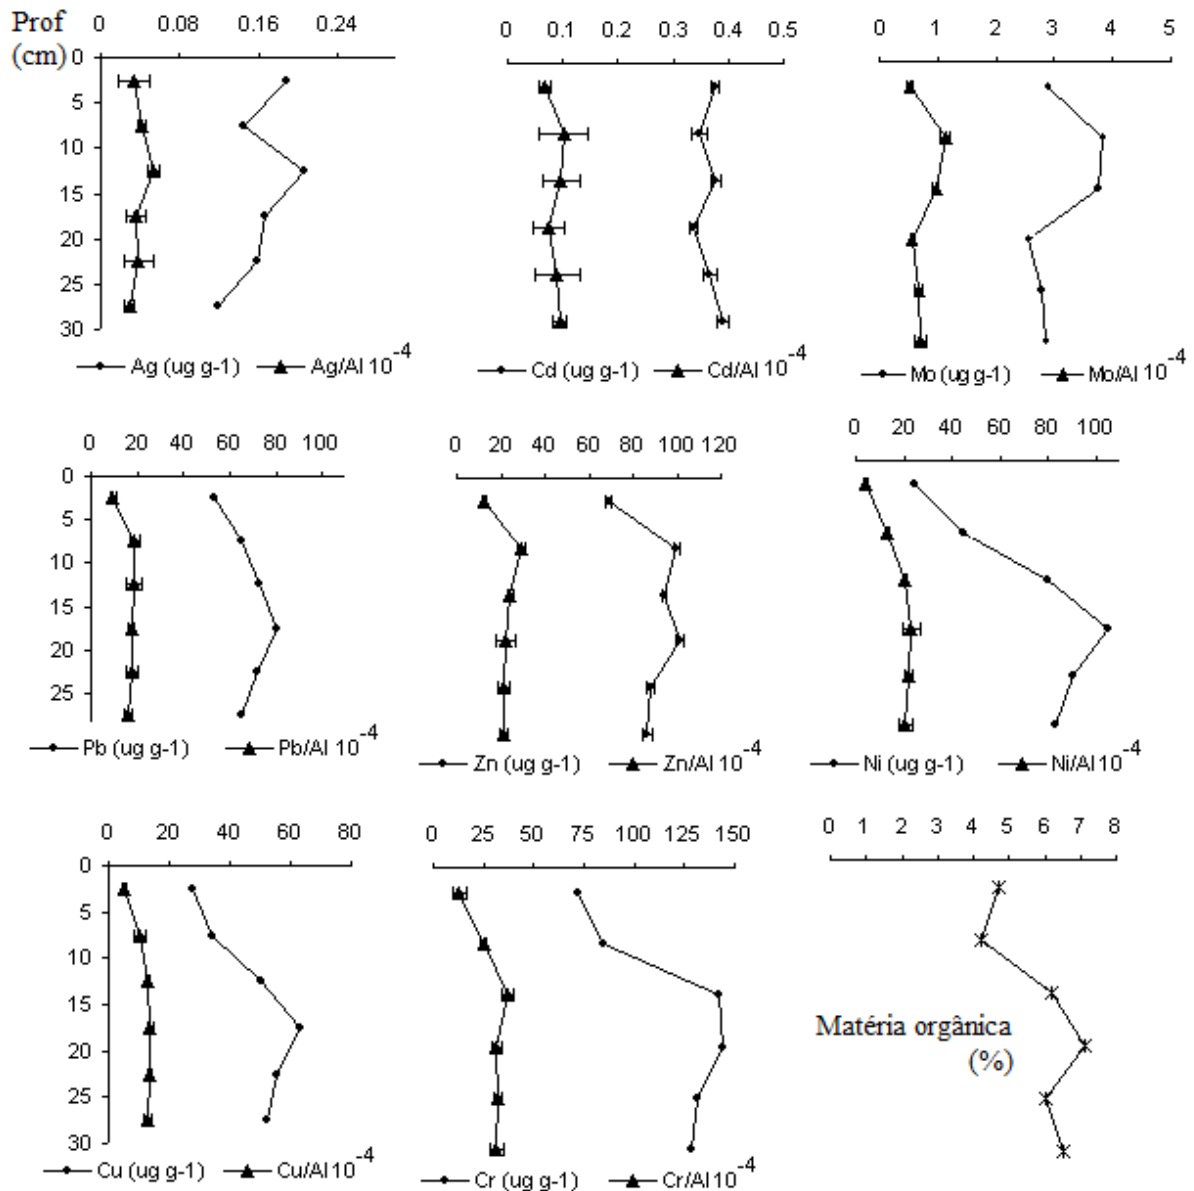 Prof
(cm)
0 0.08 0.16 0.24
0
5
10
15
20
25
30
Ag (ug g-1) Ag/Al 10-4
0 0.1 0.2 0.3 0.4 0.5
Cd (ug g-1) Cd/Al 10-4
0 1 2 3 4 5
Mo (ug g-1) Mo/Al 10-4
0 20 40 60 80 100
0
5
10
15
20
25
Pb (ug g-1) Pb/Al 10-4
0 20 40 60 80 100 120
Zn (ug g-1) Zn/Al 10-4
0 20 40 60 80 100
Ni (ug g-1) Ni/Al 10-4
0 20 40 60 80
0
5
10
15
20
25
30
Cu (ug g-1) Cu/Al 10-4
0 25 50 75 100 125 150
Cr (ug g-1) Cr/Al 10-4
0 1 2 3 4 5 6 7 8
Matéria orgânica
(%)